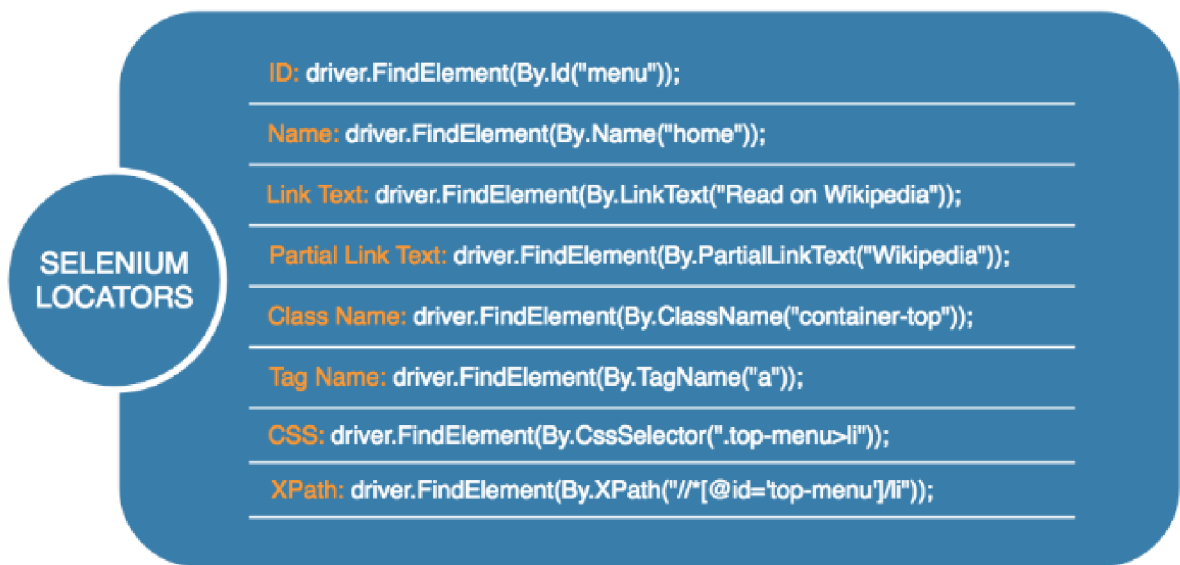 SELENIUM
LOCATORS
ID: driver.FindElement(By.Id("menu"));
Name: driver.FindElement(By.Name("home"));
Link Text: driver.FindElement(By.LinkText("Read on Wikipedia"));
Partial Link Text: driver.FindElement(By.PartialLinkText("Wikipedia"));
Class Name: driver.FindElement(By.ClassName("container-top"));
Tag Name: driver.FindElement(By.TagName("a"));
CSS: driver.FindElement(By.CssSelector(".top-menu>li"));
XPath: driver.FindElement(By.XPath("//*[@id='top-menu']/li"));